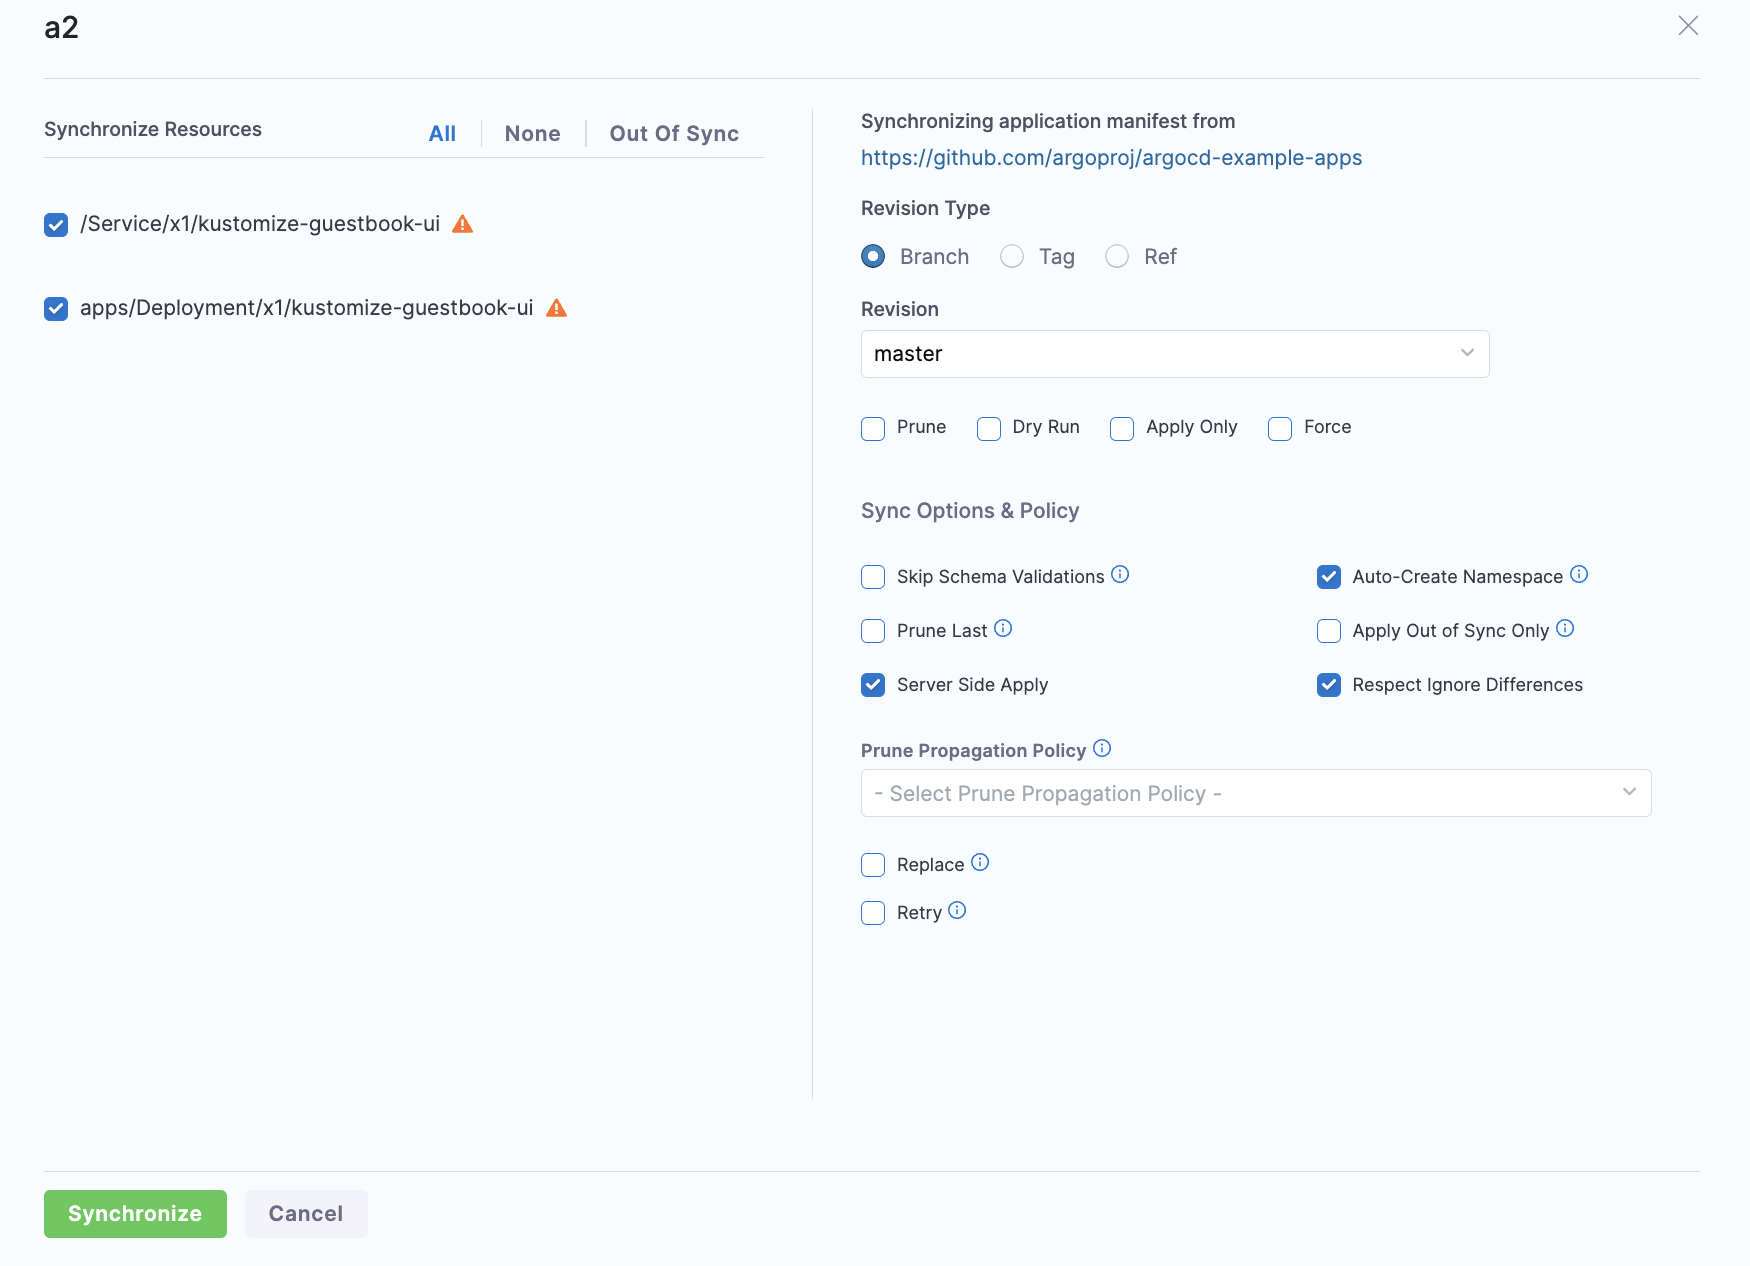 a2
Synchronize Resources
All
None
Out Of Sync
/Service/x1/kustomize-guestbook-ui
apps/Deployment/x1/kustomize-guestbook-ui
Synchronizing application manifest from
https://github.com/argoproj/argocd-example-apps
Revision Type
Branch
Tag
Ref
Revision
master
Prune
Dry Run
Apply Only
Force
Sync Options & Policy
Skip Schema Validations
Auto-Create Namespace
Prune Last
Apply Out of Sync Only
Server Side Apply
Respect Ignore Differences
Prune Propagation Policy
- Select Prune Propagation Policy -
Replace
Retry
Synchronize
Cancel